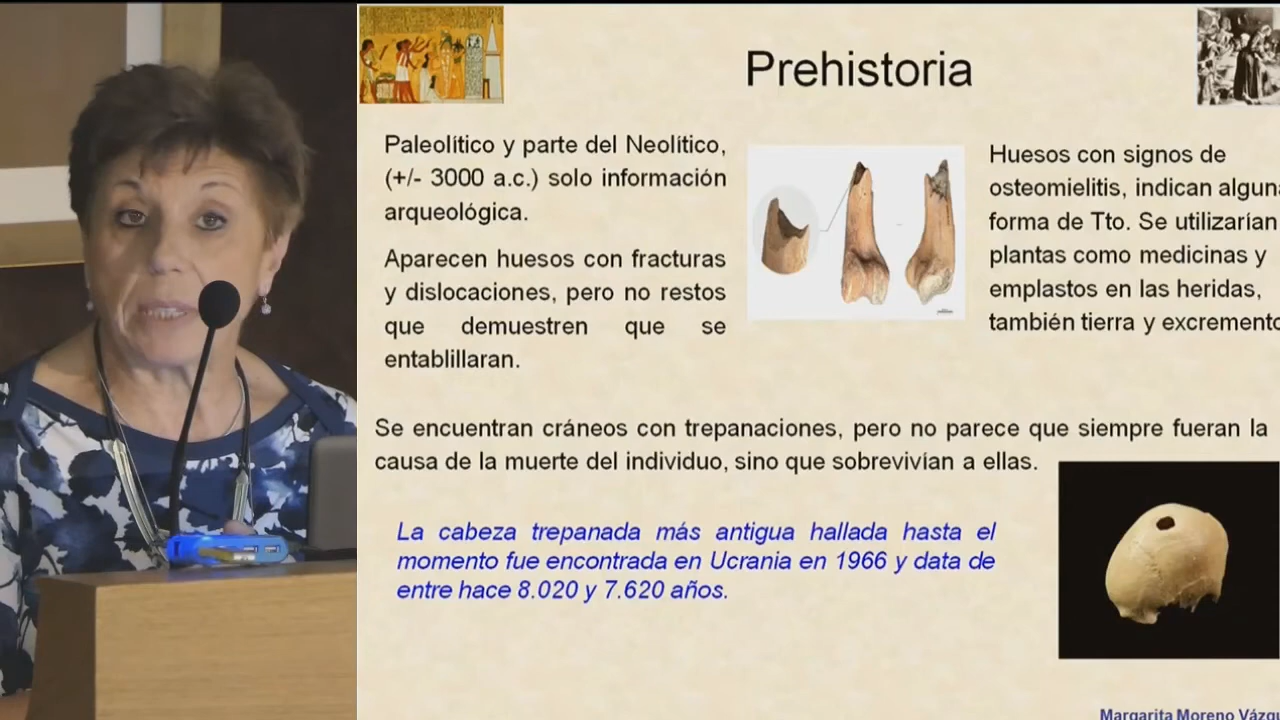 Prehistoria
Paleolítico y parte del Neolítico,
(+/- 3000 a.c.) solo información
arqueológica.
Aparecen huesos con fracturas
y dislocaciones, pero no restos
que demuestren que se
entablillaran.
Huesos con signos de
osteomielitis, indican alguna
forma de Tto. Se utilizarían
plantas como medicinas y
emplastos en las heridas,
también tierra y excremento
Se encuentran cráneos con trepanaciones, pero no parece que siempre fueran la
causa de la muerte del individuo, sino que sobrevivían a ellas.
La cabeza trepanada más antigua hallada hasta el
momento fue encontrada en Ucrania en 1966 y data de
entre hace 8.020 y 7.620 años.
Margarita Moreno Vázqu